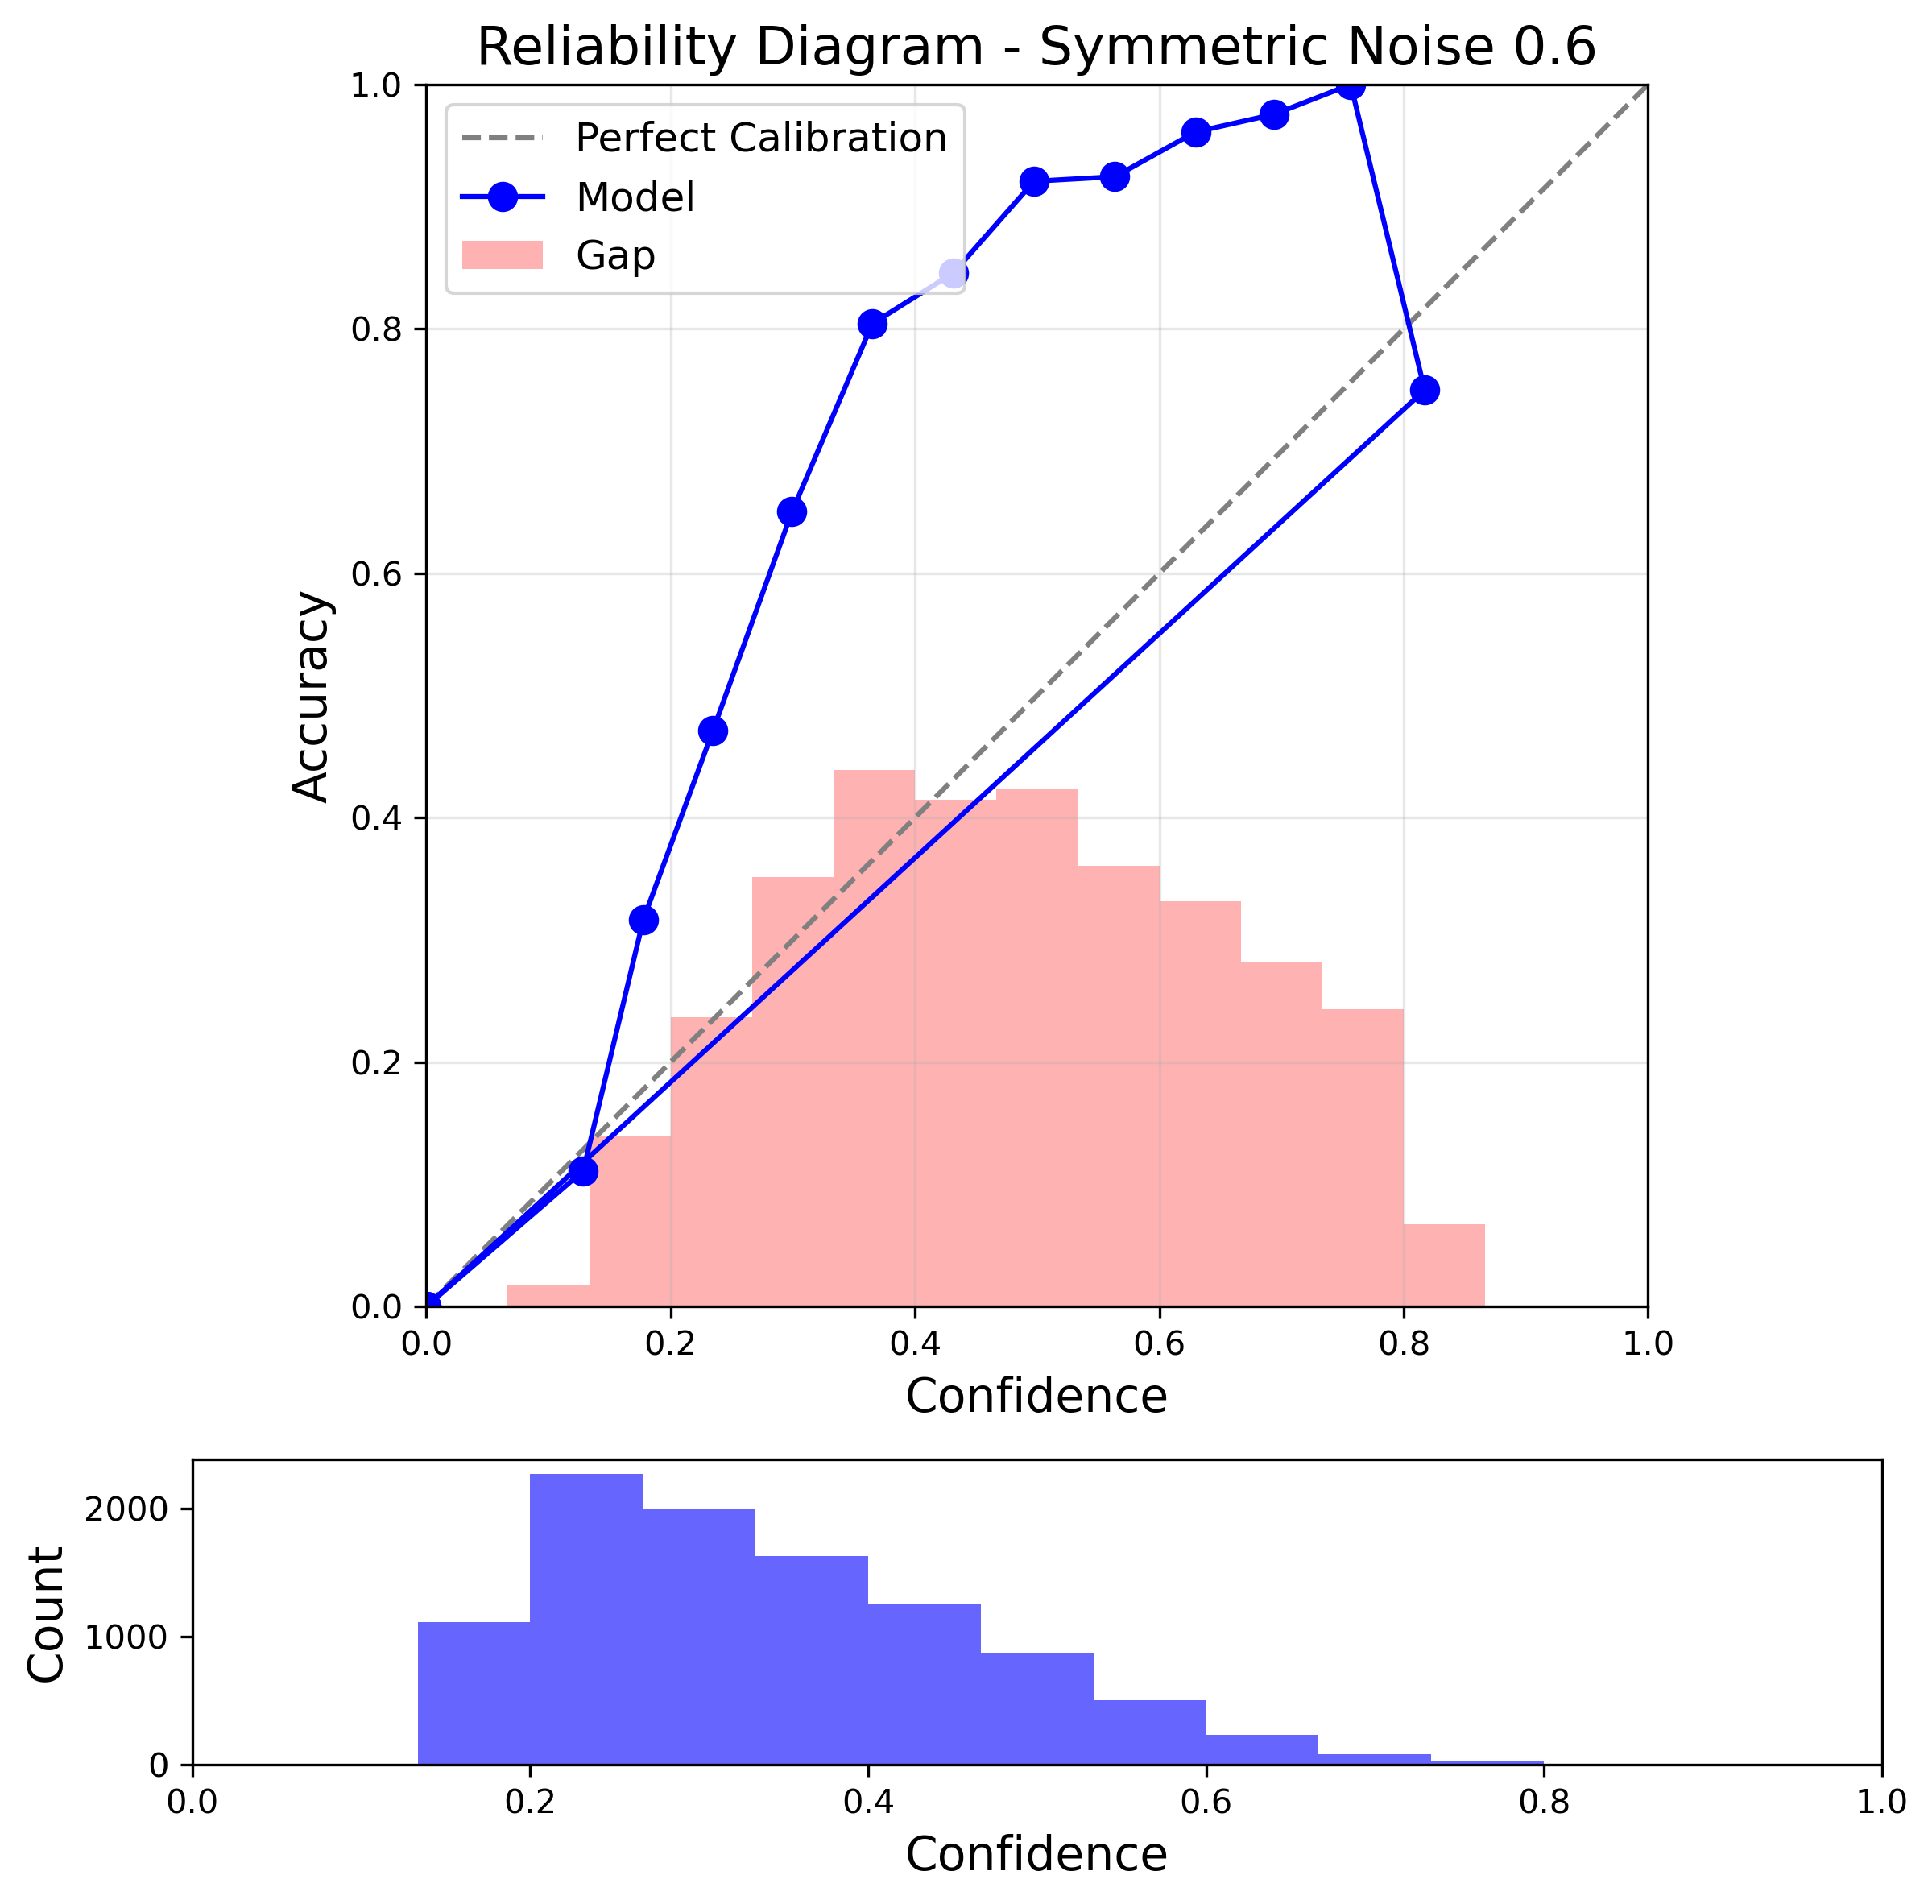 Reliability Diagram - Symmetric Noise 0.6
Perfect Calibration
Model
Gap
Accuracy
1.0
0.8
0.6
0.4
0.2
0.0
0.0 0.2 0.4 0.6 0.8 1.0
Confidence
Count
2000
1000
0
0.0 0.2 0.4 0.6 0.8 1.0
Confidence